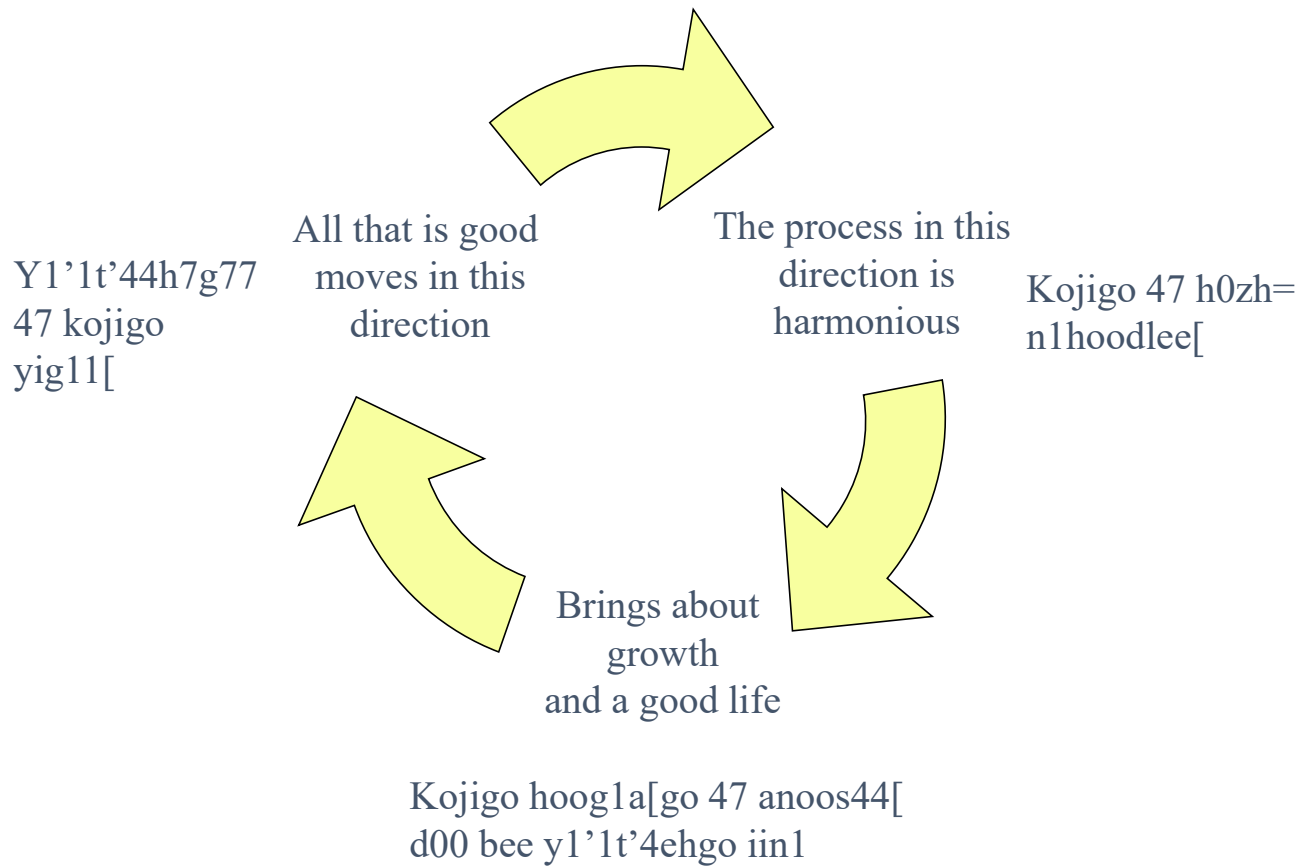 All that is good
moves in this
direction
The process in this
direction is
harmonious
Y1’1t’44h7g77
47 kojigo
yig11[
Kojigo 47 h0zh=
n1hoodlee[
Brings about
growth
and a good life
Kojigo hoog1a[go 47 anoos44[
d00 bee y1’1t’4ehgo iin1